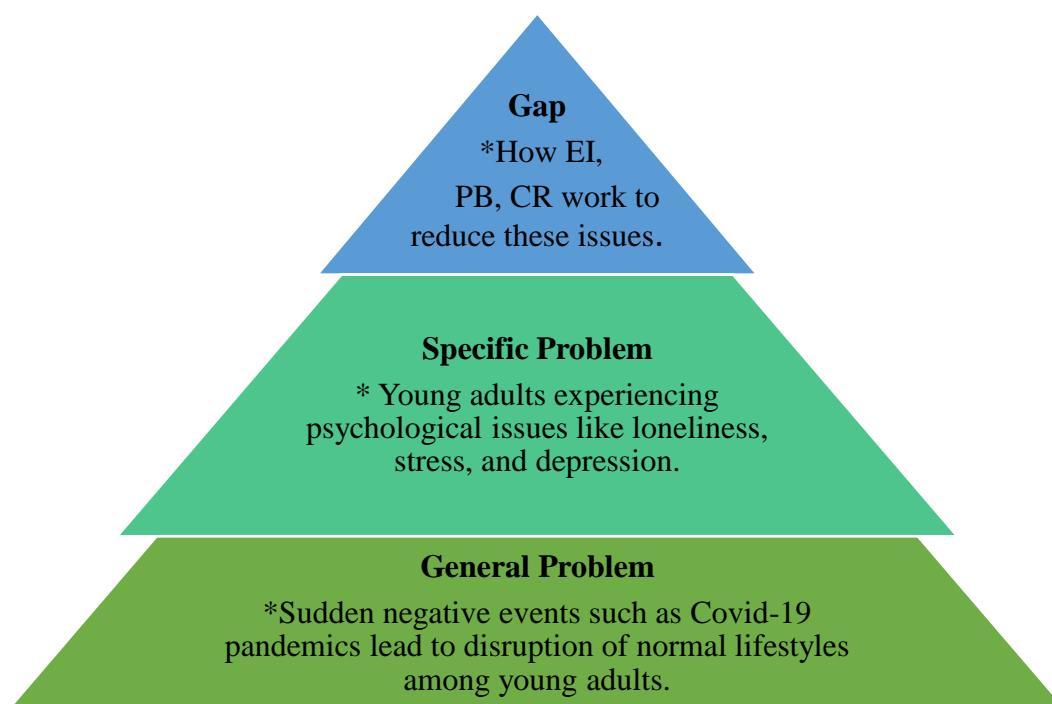 Gap
*How EI,
PB, CR work to
reduce these issues.
Specific Problem
* Young adults experiencing
psychological issues like loneliness,
stress, and depression.
General Problem
*Sudden negative events such as Covid-19
pandemics lead to disruption of normal lifestyles
among young adults.